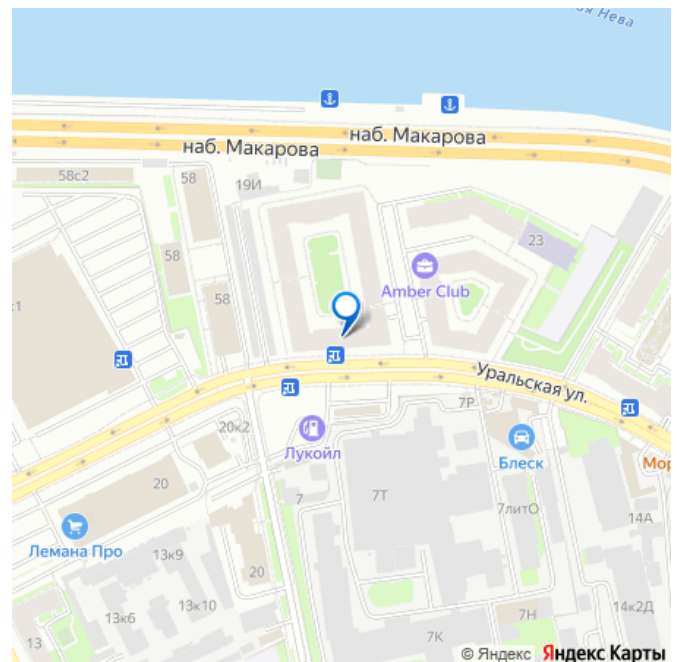 ая Нева
наб. Макарова
наб. Макарова
58с2
58
19И
23
58
Amber Club
58
к1
Уральская ул.
7Р
20к2
Лукойл
Блеск
Мор
20
7
7Т
7литО
14А
Лемана Про
13к9
20
13к10
13к6
7Н
14к2Д
13
7К
© Яндекс Яндекс Карты